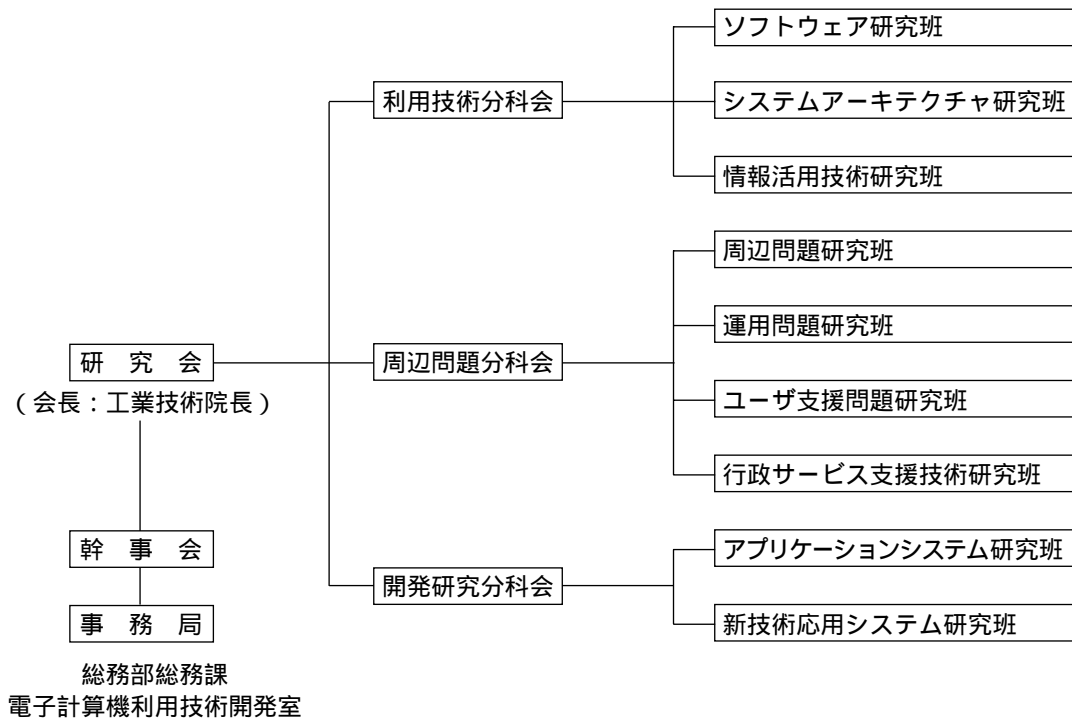 ソフトウェア研究班
利用技術分科会
システムアーキテクチャ研究班
情報活用技術研究班
周辺問題研究班
運用問題研究班
研　究　会
(会長：工業技術院長)
周辺問題分科会
ユーザ支援問題研究班
行政サービス支援技術研究班
幹　事　会
アプリケーションシステム研究班
開発研究分科会
事　務　局
新技術応用システム研究班
総務部総務課
電子計算機利用技術開発室